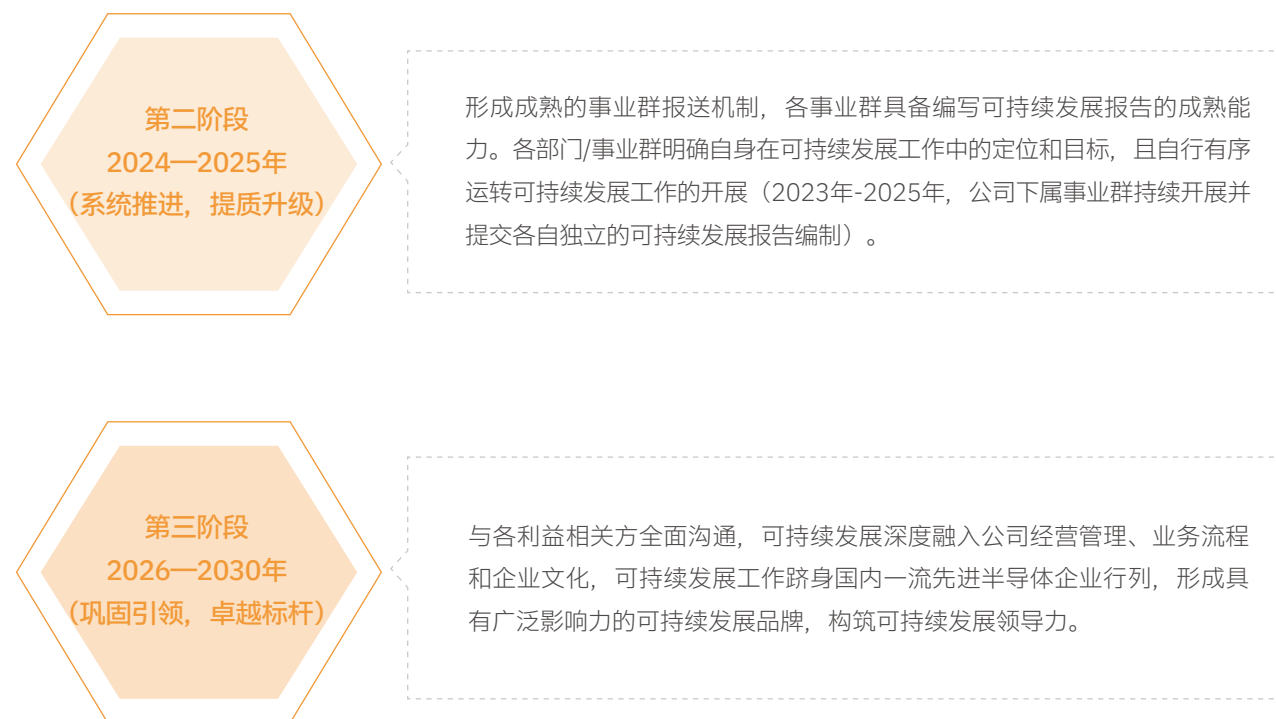 第二阶段
2024—2025年
（系统推进，提质升级）
形成成熟的事业群报送机制，各事业群具备编写可持续发展报告的成熟能
力。各部门/事业群明确自身在可持续发展工作中的定位和目标，且自行有序
运转可持续发展工作的开展（2023年-2025年，公司下属事业群持续开展并
提交各自独立的可持续发展报告编制）。
第三阶段
2026—2030年
（巩固引领，卓越标杆）
与各利益相关方全面沟通，可持续发展深度融入公司经营管理、业务流程
和企业文化，可持续发展工作跻身国内一流先进半导体企业行列，形成具
有广泛影响力的可持续发展品牌，构筑可持续发展领导力。